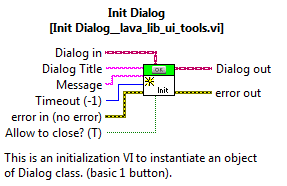 Init Dialog
[Init Dialog__lava_lib_ui_tools.vi]
Dialog in
Dialog Title
Message
Timeout (-1)
error in (no error)
Allow to close? (T)
OK
Init
Dialog out
error out
This is an initialization VI to instantiate an object
of Dialog class. (basic 1 button).